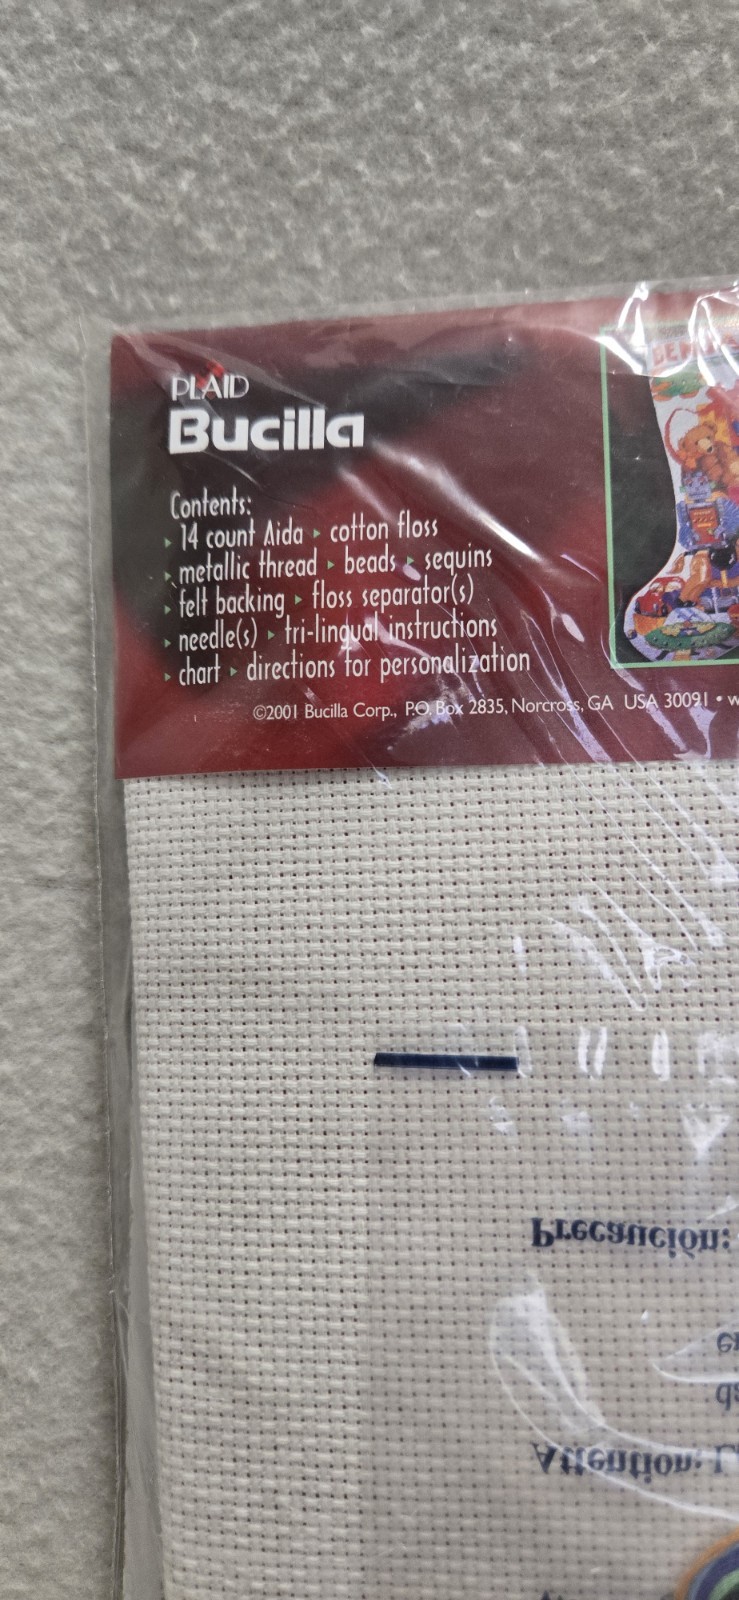 PLAID
Bucilla
Contents:
▸ 14 count Aida ▸ cotton floss
▸ metallic thread ▸ beads ▸ sequins
▸ felt backing ▸ floss separator(s)
▸ needle(s) ▸ tri-lingual instructions
▸ chart ▸ directions for personalization
©2001 Bucilla Corp., P.O. Box 2835, Norcross, GA USA 30091 • w
Precaución:
Attention: